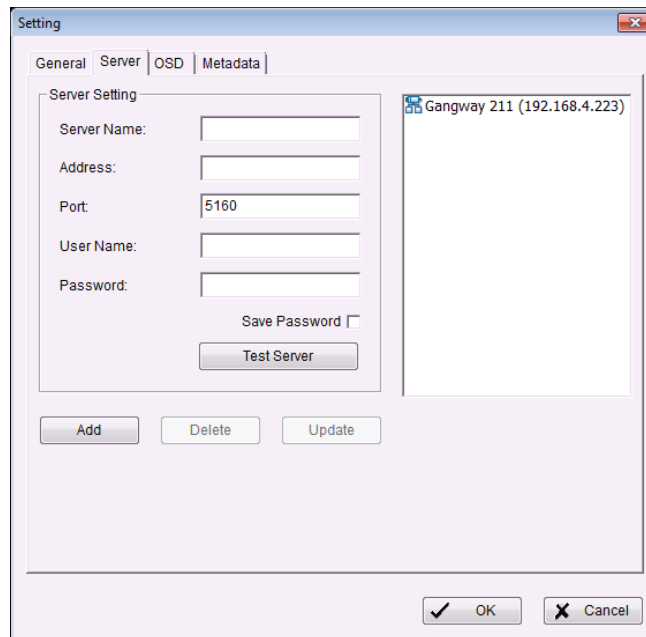 Setting
General Server OSD Metadata
Server Setting
Server Name:
Address:
Port: 5160
User Name:
Password:
Save Password
Test Server
Gangway 211 (192.168.4.223)
Add Delete Update
OK Cancel